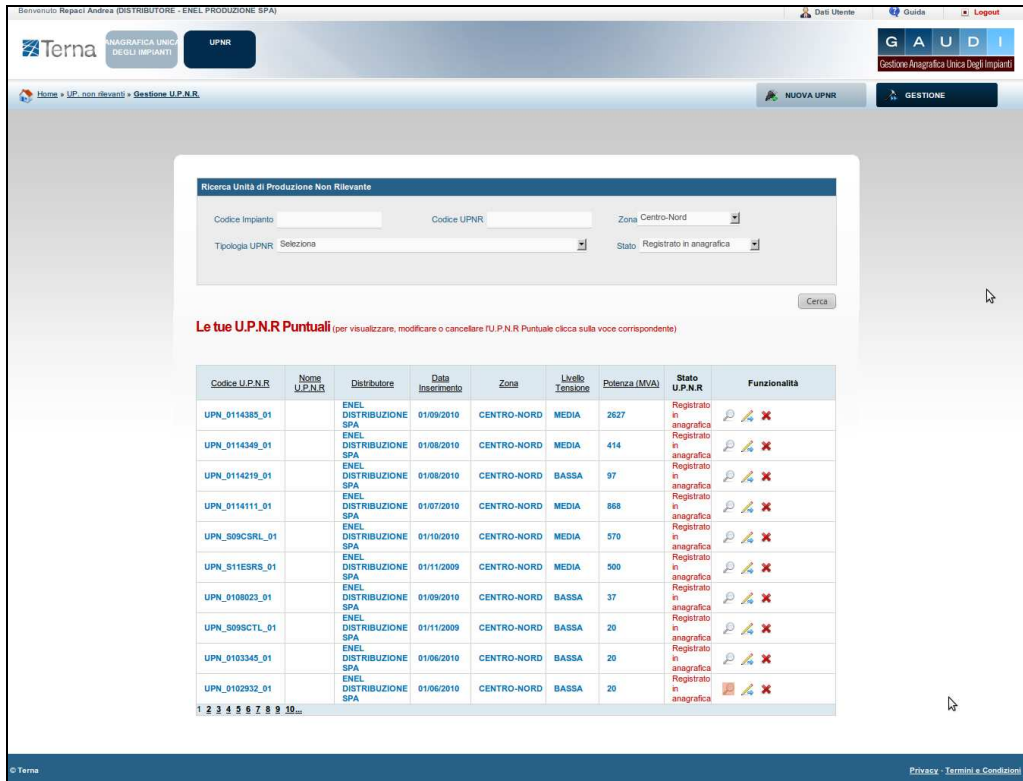 Benvenuto Repaci Andrea (DISTRIBUTORE - ENEL PRODUZIONE SPA)
Dati Utente
Guida
Logout
Terna
ANAGRAFICA UNICA
DEGLI IMPIANTI
UPNR
G A U D I
Gestione Anagrafica Unica Degli Impianti
Home » UP. non rilevanti » Gestione U.P.N.R.
NUOVA UPNR
GESTIONE
Ricerca Unità di Produzione Non Rilevante
Codice Impianto
Codice UPNR
Zona Centro-Nord
Tipologia UPNR Seleziona
Stato Registrato in anagrafica
Cerca
Le tue U.P.N.R Puntuali (per visualizzare, modificare o cancellare l'U.P.N.R Puntuale clicca sulla voce corrispondente)
Codice U.P.N.R Nome U.P.N.R Distributore Data Inserimento Zona Livello Tensione Potenza (MVA) Stato U.P.N.R Funzionalità
UPN_0114385_01 ENEL DISTRIBUZIONE SPA 01/09/2010 CENTRO-NORD MEDIA 2627 Registrato in anagrafica
UPN_0114349_01 ENEL DISTRIBUZIONE SPA 01/08/2010 CENTRO-NORD MEDIA 414 Registrato in anagrafica
UPN_0114219_01 ENEL DISTRIBUZIONE SPA 01/08/2010 CENTRO-NORD BASSA 97 Registrato in anagrafica
UPN_0114111_01 ENEL DISTRIBUZIONE SPA 01/07/2010 CENTRO-NORD MEDIA 868 Registrato in anagrafica
UPN_S09CSRL_01 ENEL DISTRIBUZIONE SPA 01/10/2010 CENTRO-NORD MEDIA 570 Registrato in anagrafica
UPN_S11ESRS_01 ENEL DISTRIBUZIONE SPA 01/11/2009 CENTRO-NORD MEDIA 500 Registrato in anagrafica
UPN_0108023_01 ENEL DISTRIBUZIONE SPA 01/09/2010 CENTRO-NORD BASSA 37 Registrato in anagrafica
UPN_S09SCTL_01 ENEL DISTRIBUZIONE SPA 01/11/2009 CENTRO-NORD BASSA 20 Registrato in anagrafica
UPN_0103345_01 ENEL DISTRIBUZIONE SPA 01/06/2010 CENTRO-NORD BASSA 20 Registrato in anagrafica
UPN_0102932_01 ENEL DISTRIBUZIONE SPA 01/06/2010 CENTRO-NORD BASSA 20 Registrato in anagrafica
1 2 3 4 5 6 7 8 9 10...
© Terna
Privacy - Termini e Condizioni